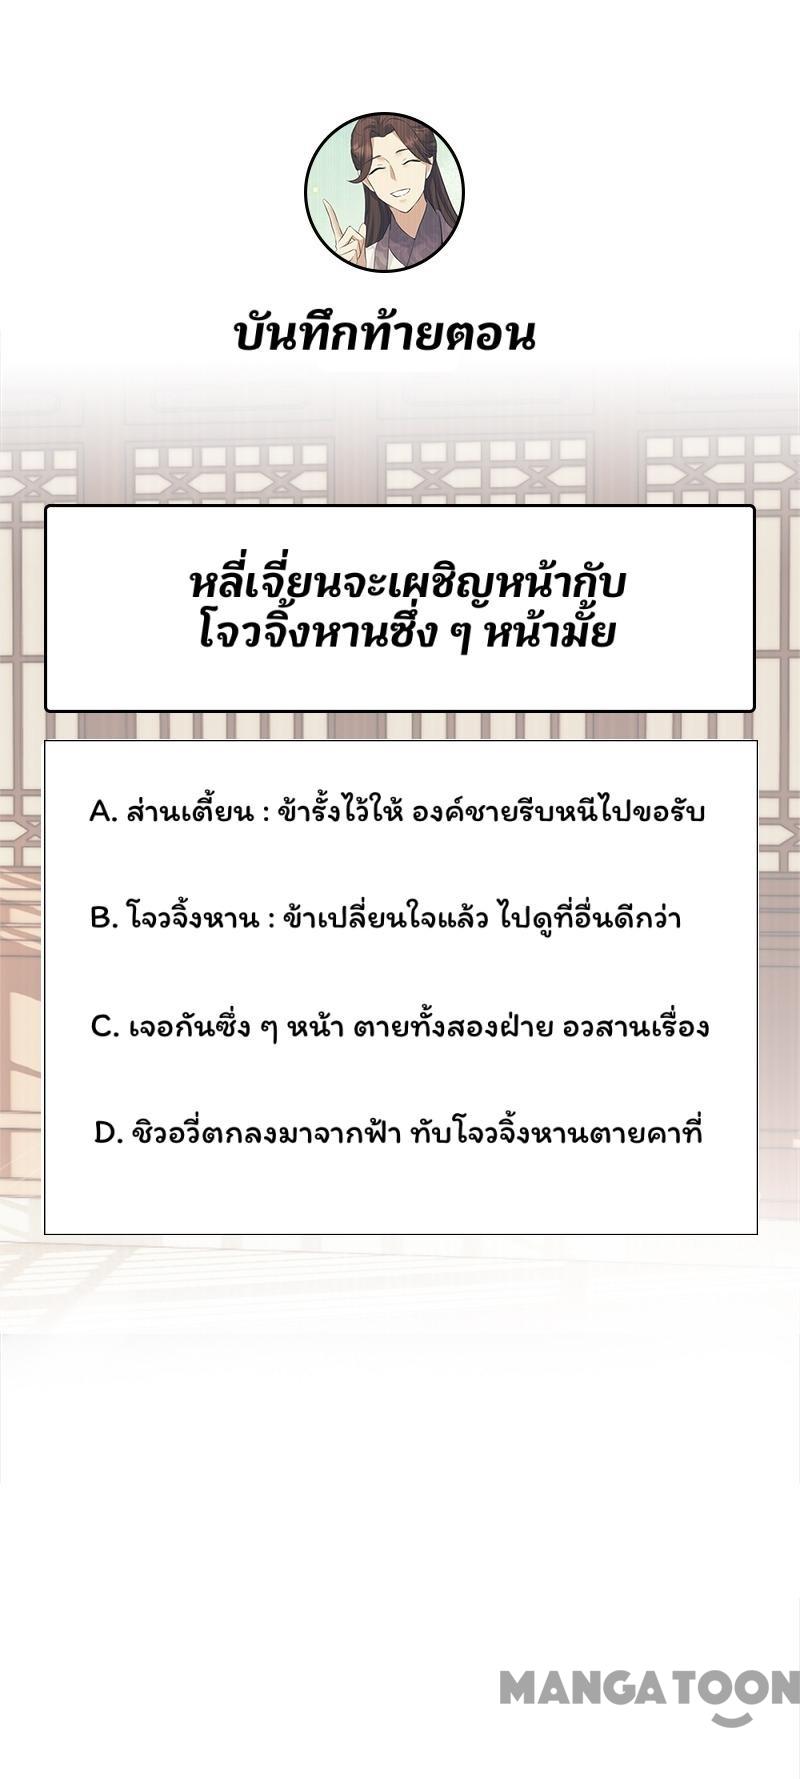 บันทึกท้ายตอน
หลี่เจี่ยนจะเผชิญหน้ากับ
โจวจิ้งหานซึ่ง ๆ หน้ามั้ย
A. ส่านเตี้ยน : ข้ารั้งไว้ให้ องค์ชายรีบหนีไปขอรับ
B. โจวจิ้งหาน : ข้าเปลี่ยนใจแล้ว ไปดูที่อื่นดีกว่า
C. เจอกันซึ่ง ๆ หน้า ตายทั้งสองฝ่าย อวสานเรื่อง
D. ชิวอวี่ตกลงมาจากฟ้า ทับโจวจิ้งหานตายคาที่
MANGATOON